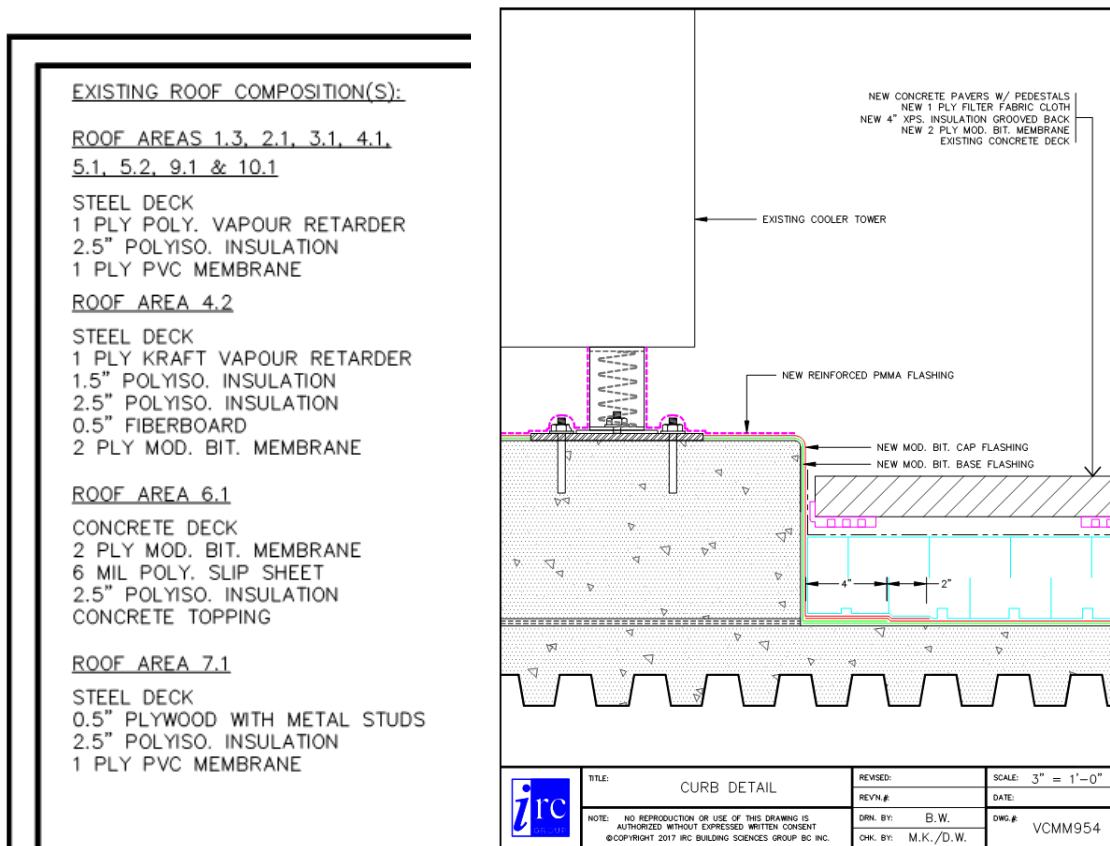 EXISTING ROOF COMPOSITION(S):
ROOF AREAS 1.3, 2.1, 3.1, 4.1,
5.1, 5.2, 9.1 & 10.1
STEEL DECK
1 PLY POLY. VAPOUR RETARDER
2.5" POLYISO. INSULATION
1 PLY PVC MEMBRANE
ROOF AREA 4.2
STEEL DECK
1 PLY KRAFT VAPOUR RETARDER
1.5" POLYISO. INSULATION
2.5" POLYISO. INSULATION
0.5" FIBERBOARD
2 PLY MOD. BIT. MEMBRANE
ROOF AREA 6.1
CONCRETE DECK
2 PLY MOD. BIT. MEMBRANE
6 MIL POLY. SLIP SHEET
2.5" POLYISO. INSULATION
CONCRETE TOPPING
ROOF AREA 7.1
STEEL DECK
0.5" PLYWOOD WITH METAL STUDS
2.5" POLYISO. INSULATION
1 PLY PVC MEMBRANE
NEW CONCRETE PAVERS W/ PEDESTALS
NEW 1 PLY FILTER FABRIC CLOTH
NEW 4" XPS. INSULATION GROOVED BACK
NEW 2 PLY MOD. BIT. MEMBRANE
EXISTING CONCRETE DECK
EXISTING COOLER TOWER
NEW REINFORCED PMMA FLASHING
NEW MOD. BIT. CAP FLASHING
NEW MOD. BIT. BASE FLASHING
4" 2"
irc
GROUP
TITLE: CURB DETAIL
NOTE: NO REPRODUCTION OR USE OF THIS DRAWING IS
AUTHORIZED WITHOUT EXPRESSED WRITTEN CONSENT
©COPYRIGHT 2017 IRC BUILDING SCIENCES GROUP BC INC.
REVISED:
REV'N.#:
DRN. BY: B.W.
CHK. BY: M.K./D.W.
SCALE: 3" = 1'-0"
DATE:
DWG.#: VCMM954